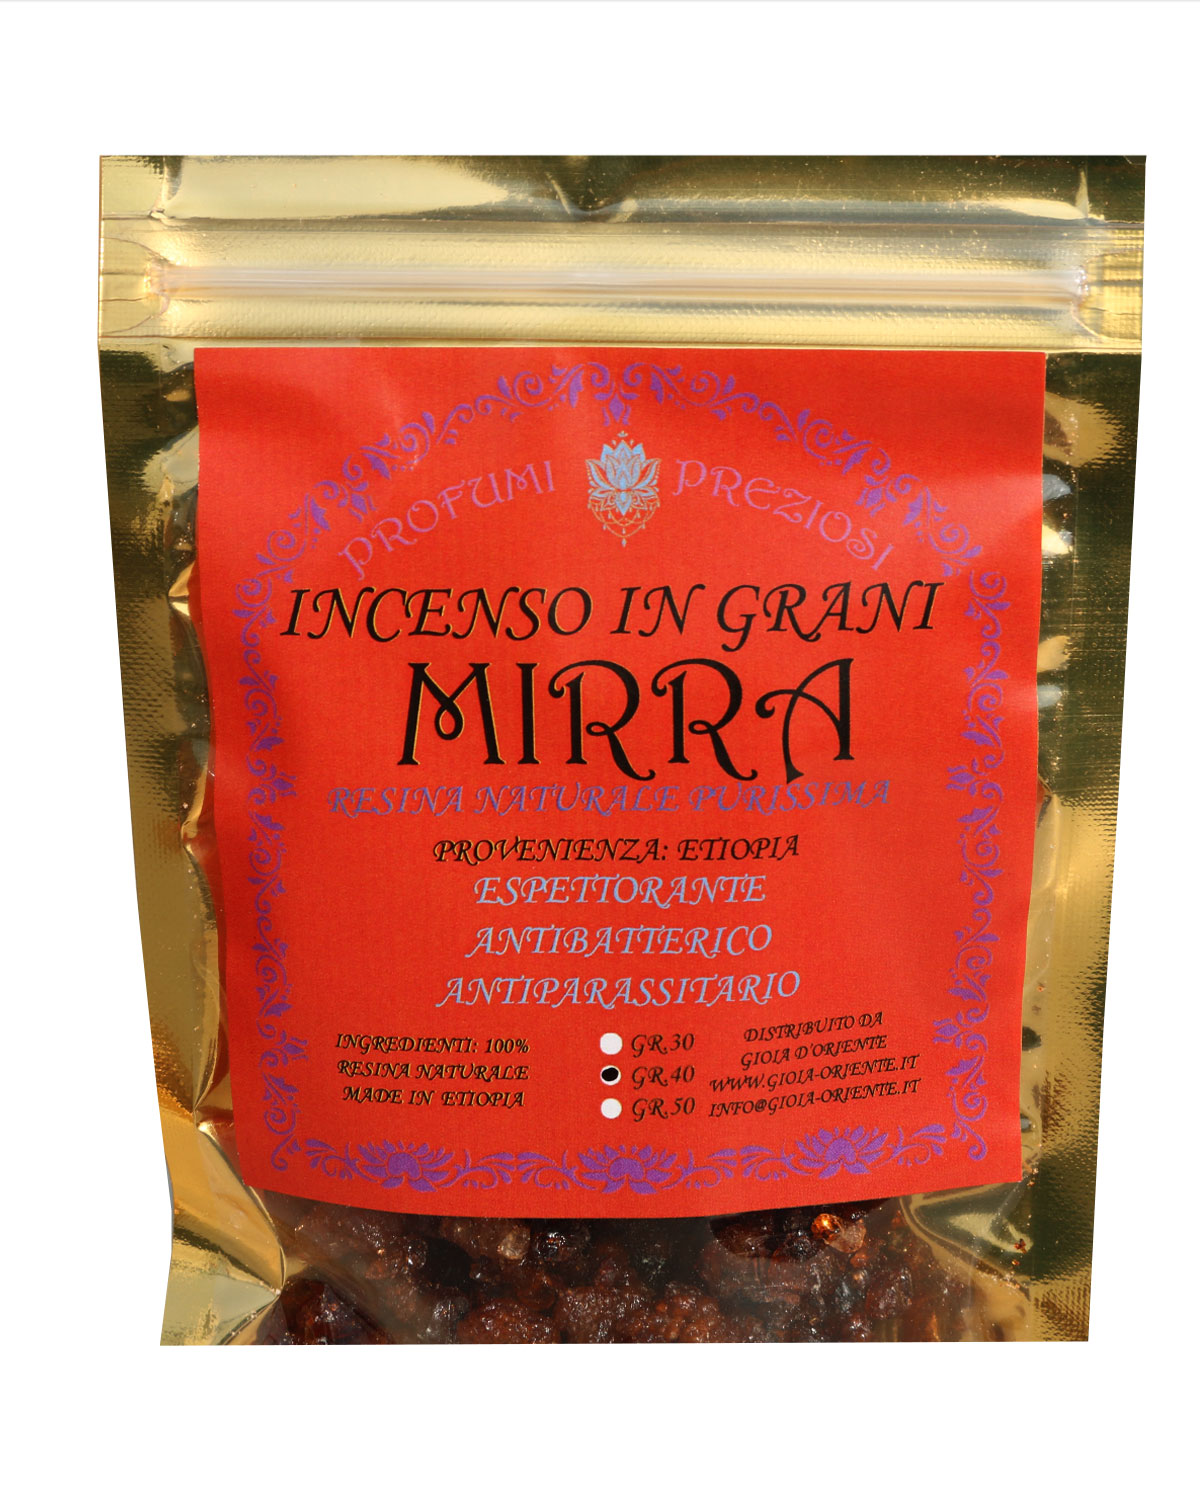 PROFUMI PREZIOSI
INCENSO IN GRANI
MIRRA
RESINA NATURALE PURISSIMA
PROVENIENZA: ETIOPIA
ESPETTORANTE
ANTIBATTERICO
ANTIPARASSITARIO
INGREDIENTI: 100%
RESINA NATURALE
MADE IN ETIOPIA
GR.30
GR.40
GR.50
DISTRIBUITO DA
GIOIA D'ORIENTE
WWW.GIOIA-ORIENTE.IT
INFO@GIOIA-ORIENTE.IT